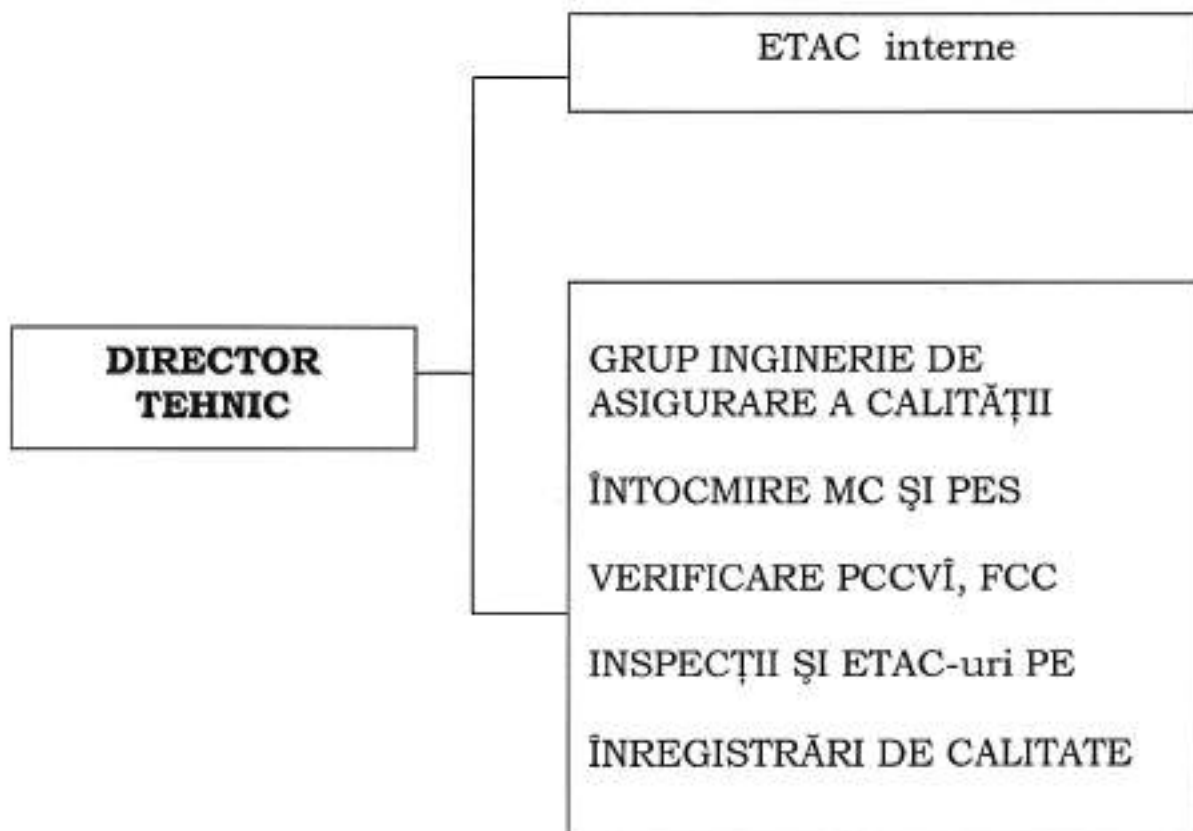 ETAC interne
DIRECTOR
TEHNIC
GRUP INGINERIE DE
ASIGURARE A CALITĂȚII
ÎNTOCMIRE MC ŞI PES
VERIFICARE PCCVÎ, FCC
INSPECȚII ŞI ETAC-uri PE
ÎNREGISTRĂRI DE CALITATE